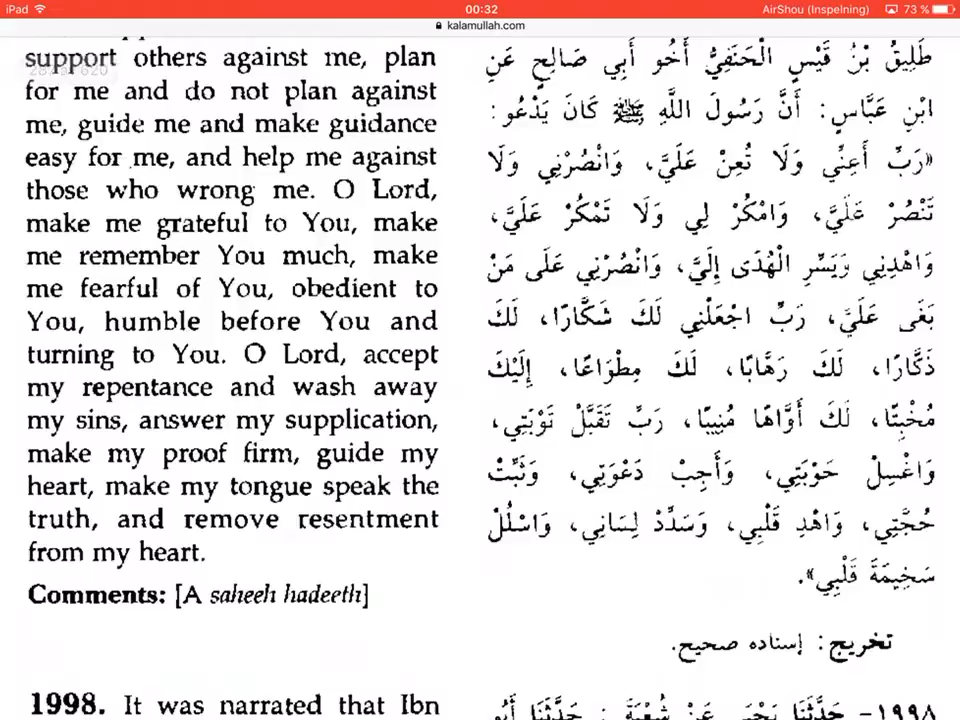 iPad 00:32 AirShou (Inspelning) 73 %
kalamullah.com
support others against me, plan
for me and do not plan against
me, guide me and make guidance
easy for me, and help me against
those who wrong me. O Lord,
make me grateful to You, make
me remember You much, make
me fearful of You, obedient to
You, humble before You and
turning to You. O Lord, accept
my repentance and wash away
my sins, answer my supplication,
make my proof firm, guide my
heart, make my tongue speak the
truth, and remove resentment
from my heart.
Comments: [A saheeh hadeeth]
1998. It was narrated that Ibn
طَلِيقُ بْنُ قَيْسٍ الْحَنَفِيُّ أَخُو أَبِي صَالِحٍ عَنِ
ابْنِ عَبَّاسٍ: أَنَّ رَسُولَ اللَّهِ ﷺ كَانَ يَدْعُو:
«رَبِّ أَعِنِّي وَلَا تُعِنْ عَلَيَّ، وَانْصُرْنِي وَلَا
تَنْصُرْ عَلَيَّ، وَامْكُرْ لِي وَلَا تَمْكُرْ عَلَيَّ،
وَاهْدِنِي وَيَسِّرِ الْهُدَى إِلَيَّ، وَانْصُرْنِي عَلَى مَنْ
بَغَى عَلَيَّ، رَبِّ اجْعَلْنِي لَكَ شَكَّارًا، لَكَ
ذَكَّارًا، لَكَ رَهَّابًا، لَكَ مِطْوَاعًا، إِلَيْكَ
مُخْبِتًا، لَكَ أَوَّاهًا مُنِيبًا، رَبِّ تَقَبَّلْ تَوْبَتِي،
وَاغْسِلْ حَوْبَتِي، وَأَجِبْ دَعْوَتِي، وَثَبِّتْ
حُجَّتِي، وَاهْدِ قَلْبِي، وَسَدِّدْ لِسَانِي، وَاسْلُلْ
سَخِيمَةَ قَلْبِي».
تخريج: إسناده صحيح.
١٩٩٨- حَدَّثَنَا يَحْيَى عَنْ شُعْبَةَ: حَدَّثَنَا أَبُو